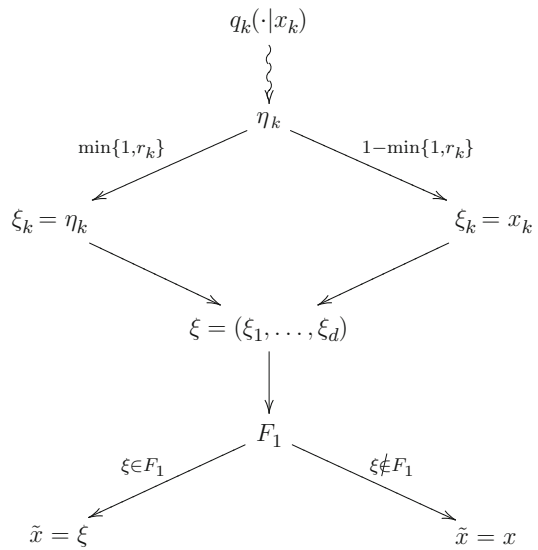 q_k(·|x_k)
η_k
min{1,r_k}
1−min{1,r_k}
ξ_k = η_k
ξ_k = x_k
ξ = (ξ_1, . . . , ξ_d)
F_1
ξ∈F_1
ξ∉F_1
x̃ = ξ
x̃ = x